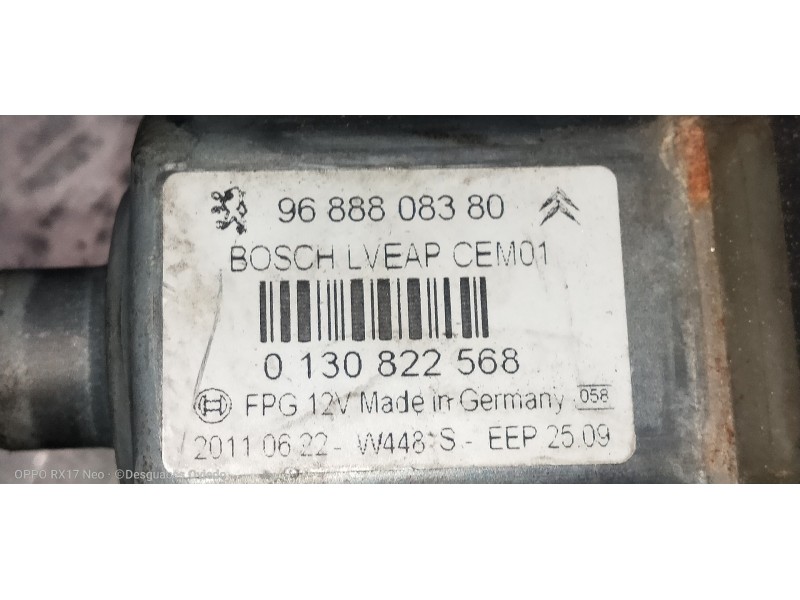 96 888 083 80
BOSCH LVEAP CEM01
0 130 822 568
FPG 12V Made in Germany 058
2011 06 22 - W448 S - EEP 25.09
OPPO RX17 Neo · ©Desguaces